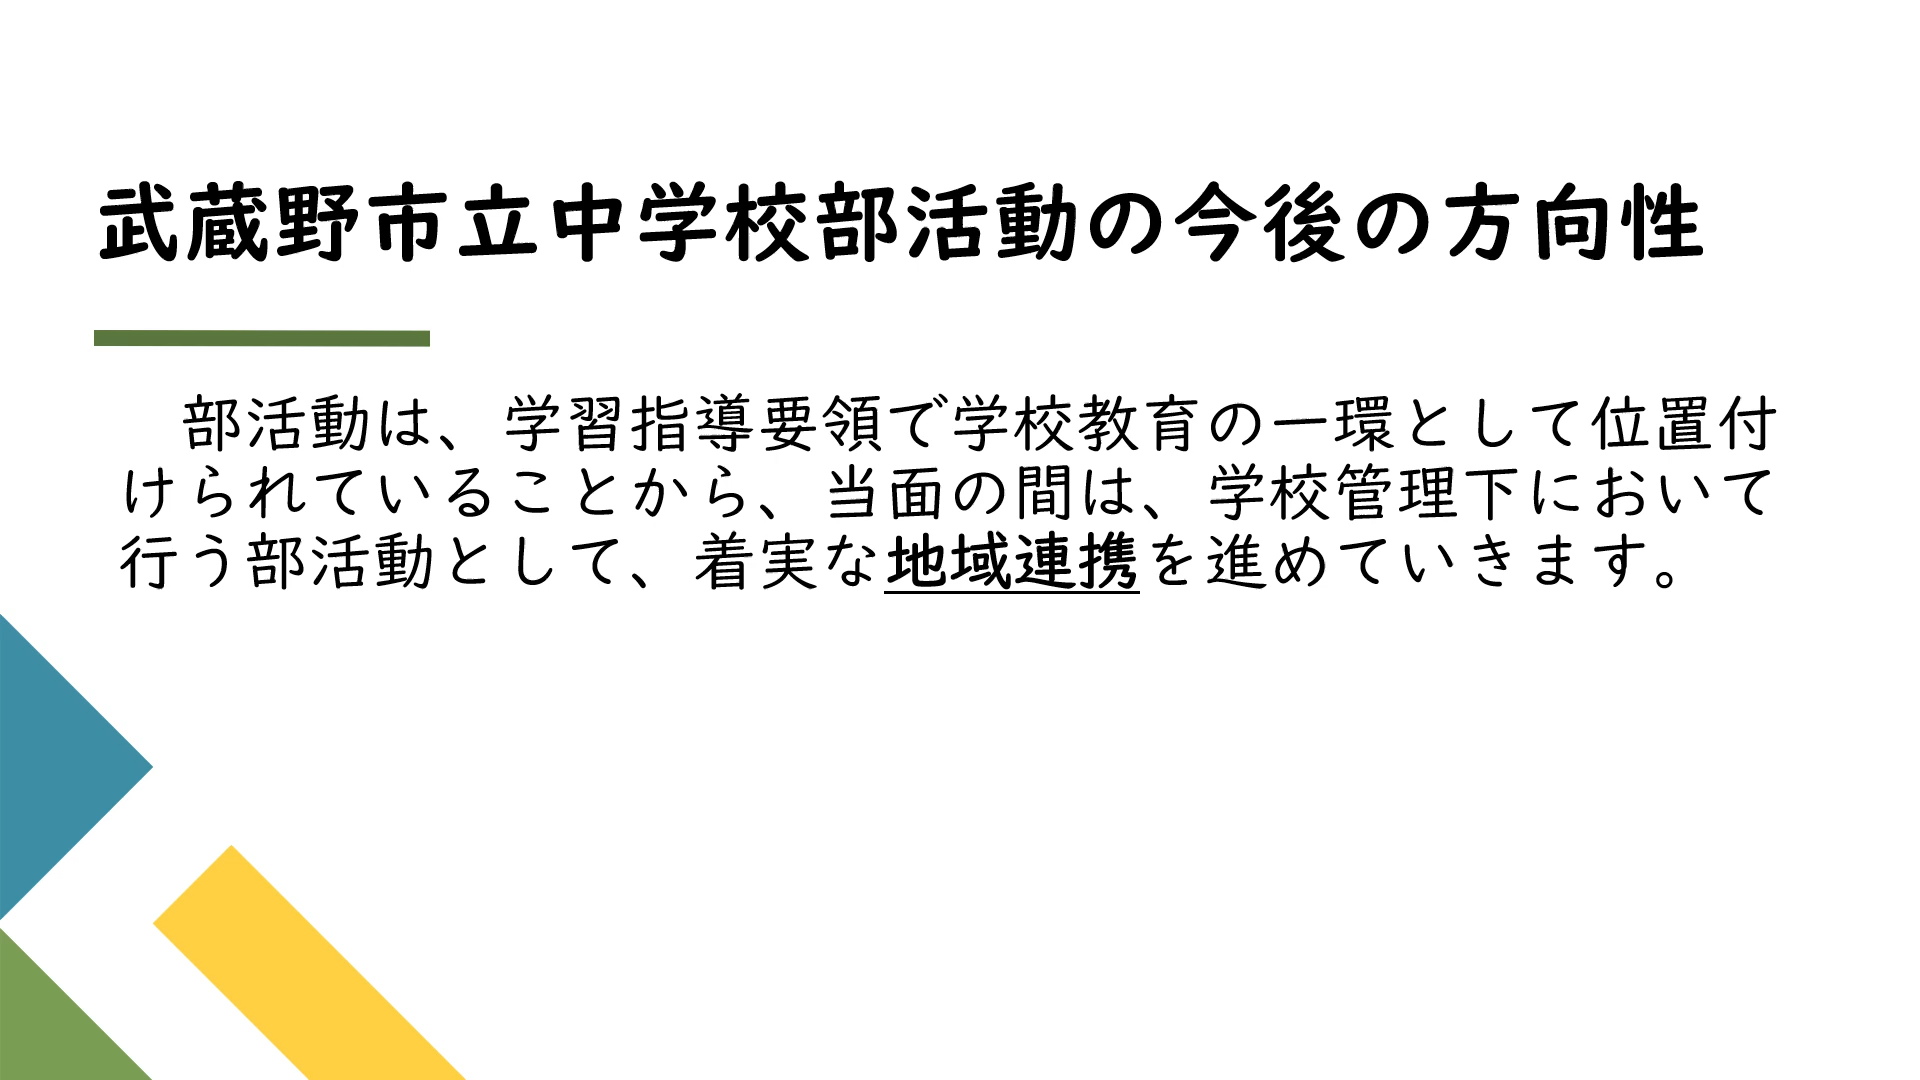 武蔵野市立中学校部活動の今後の方向性
部活動は、学習指導要領で学校教育の一環として位置付
けられていることから、当面の間は、学校管理下において
行う部活動として、着実な地域連携を進めていきます。